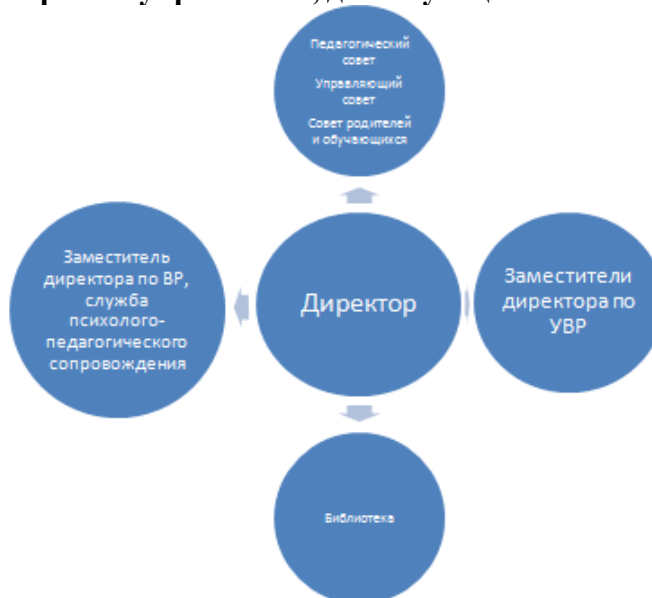 Педагогический
совет
Управляющий
совет
Совет родителей
и обучающихся
Заместитель
директора по ВР,
служба
психолого-
педагогического
сопровождения
Директор
Заместители
директора по
УВР
Библиотека